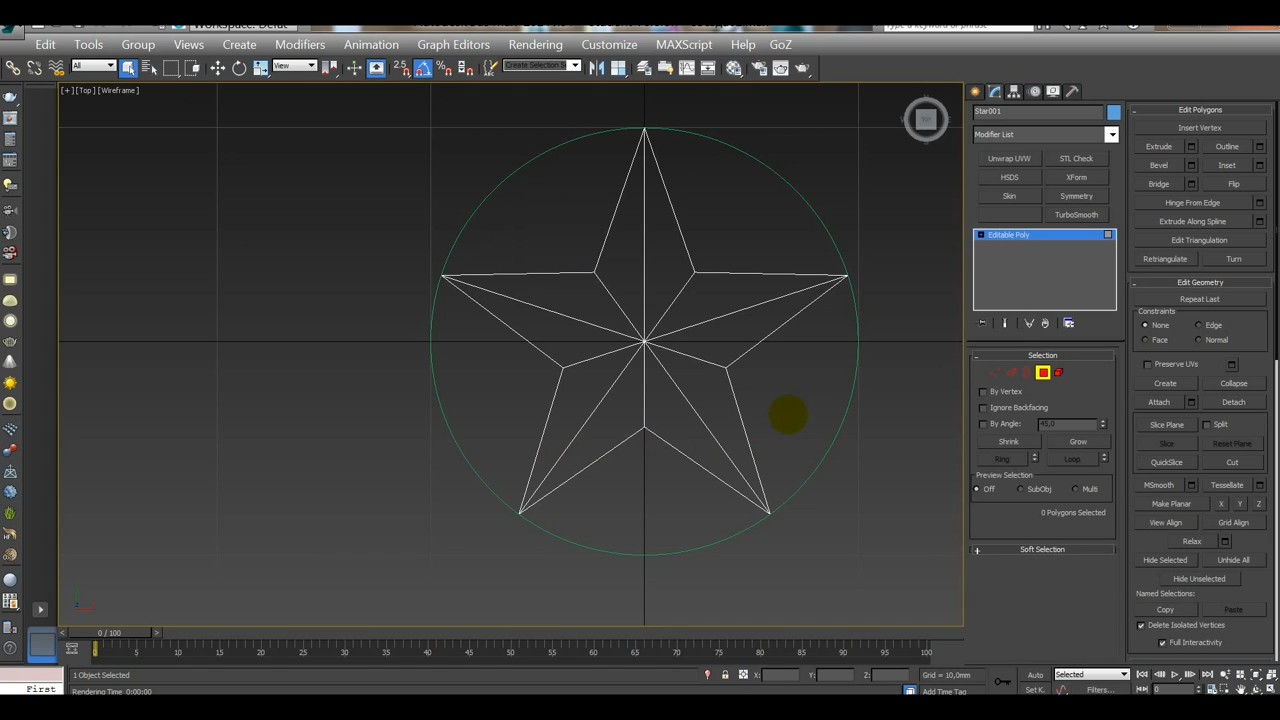 Edit Tools Group Views Create Modifiers Animation Graph Editors Rendering Customize MAXScript Help GoZ
All View 2.5 Create Selection S
[+] [Top] [Wireframe]
Star001
Modifier List
Unwrap UVW STL Check
HSDS XForm
Skin Symmetry
TurboSmooth
Editable Poly
Selection
By Vertex
Ignore Backfacing
By Angle: 45,0
Shrink Grow
Ring Loop
Preview Selection
Off SubObj Multi
0 Polygons Selected
Soft Selection
Edit Polygons
Insert Vertex
Extrude Outline
Bevel Inset
Bridge Flip
Hinge From Edge
Extrude Along Spline
Edit Triangulation
Retriangulate Turn
Edit Geometry
Repeat Last
Constraints
None Edge
Face Normal
Preserve UVs
Create Collapse
Attach Detach
Slice Plane Split
Slice Reset Plane
QuickSlice Cut
MSmooth Tessellate
Make Planar X Y Z
View Align Grid Align
Relax
Hide Selected Unhide All
Hide Unselected
Named Selections:
Copy Paste
Delete Isolated Vertices
Full Interactivity
0 / 100
0 5 10 15 20 25 30 35 40 45 50 55 60 65 70 75 80 85 90 95 100
1 Object Selected X: Y: Z: Grid = 10,0mm Auto Selected
First Rendering Time 0:00:00 Add Time Tag Set K. Filters... 0